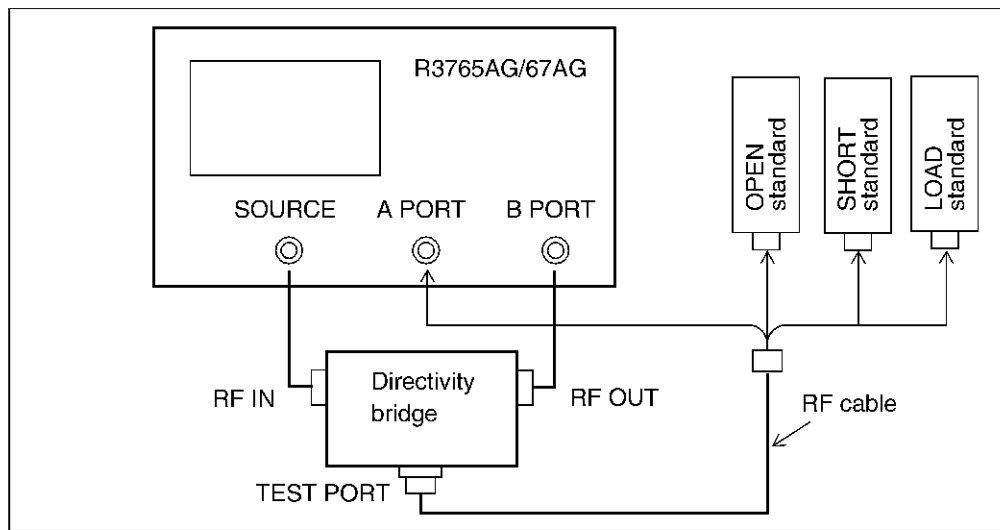 R3765AG/67AG
SOURCE
A PORT
B PORT
OPEN
standard
SHORT
standard
LOAD
standard
RF IN
Directivity
bridge
RF OUT
RF cable
TEST PORT